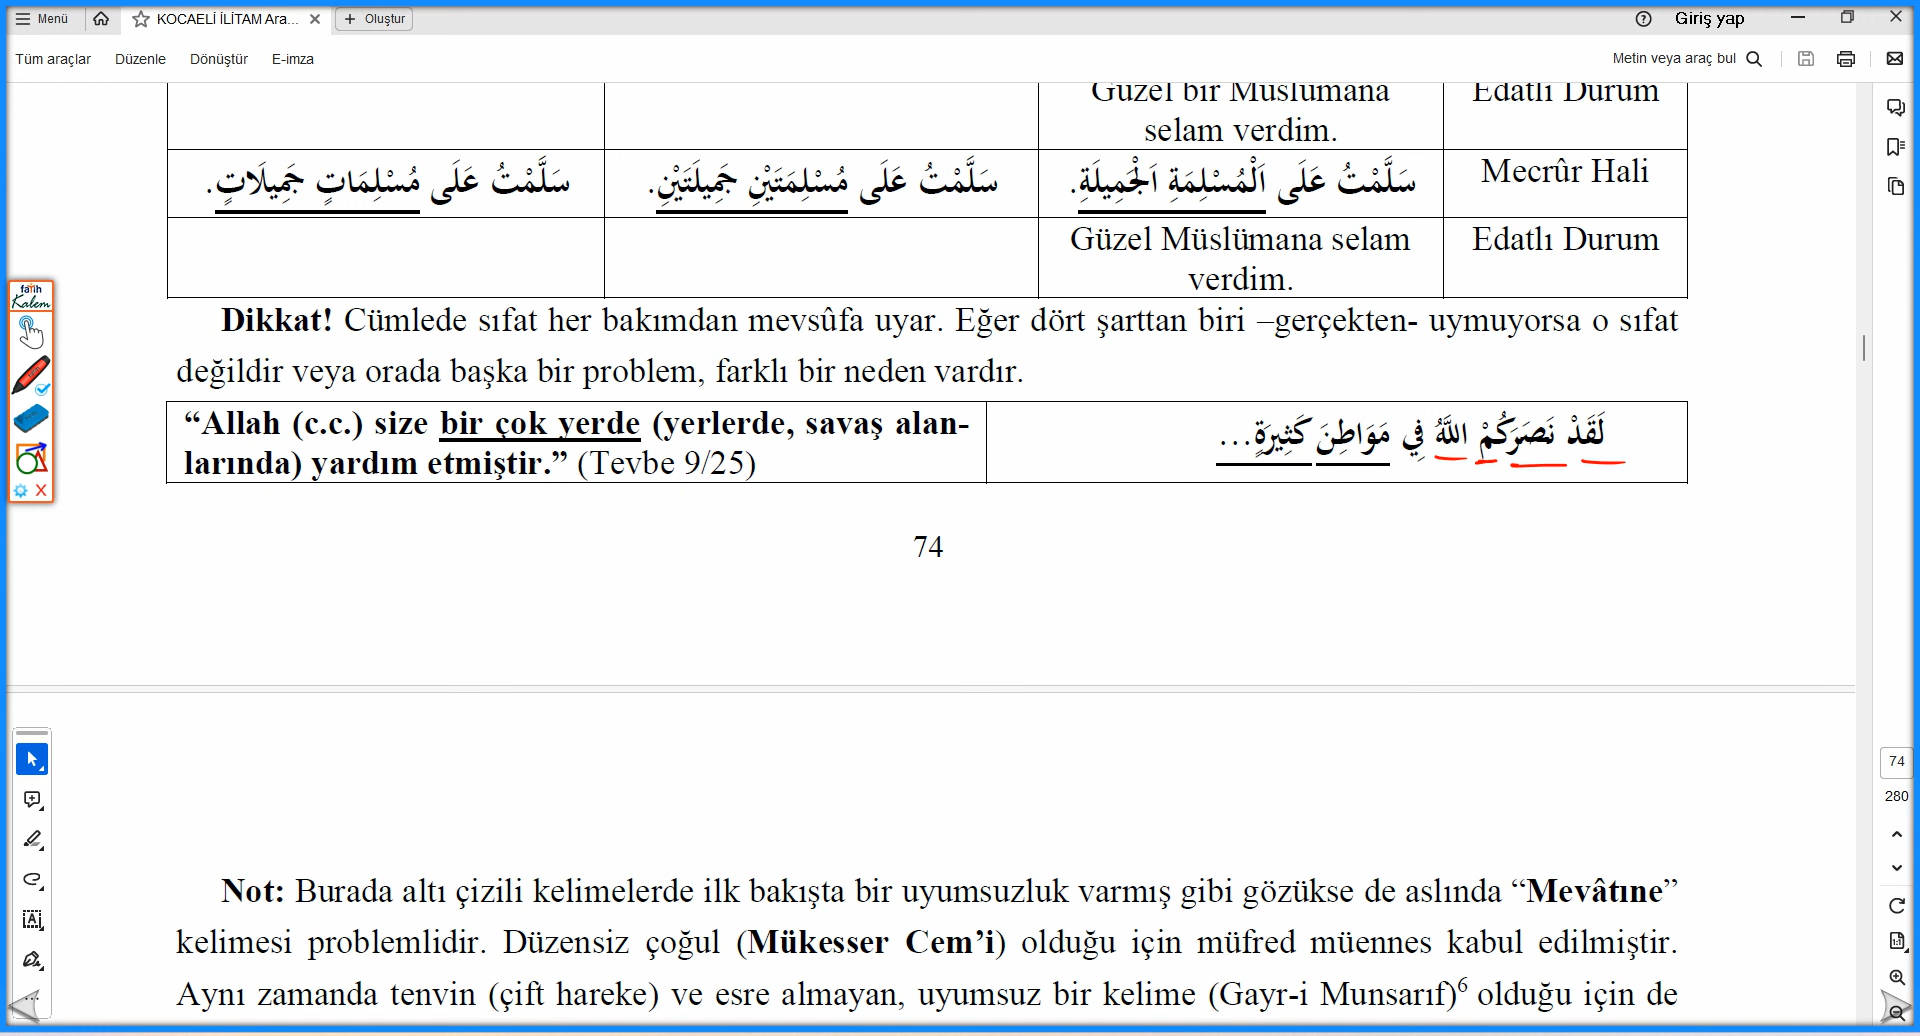 Menü
KOCAELİ İLİTAM Ara...
Oluştur
Giriş yap
Tüm araçlar Düzenle Dönüştür E-imza
Metin veya araç bul
Güzel bir Müslümana selam verdim.
Edatlı Durum
سَلَّمْتُ عَلَى مُسْلِمَاتٍ جَمِيلَاتٍ.
سَلَّمْتُ عَلَى مُسْلِمَتَيْنِ جَمِيلَتَيْنِ.
سَلَّمْتُ عَلَى اَلْمُسْلِمَةِ اَلْجَمِيلَةِ.
Mecrûr Hali
Güzel Müslümana selam verdim.
Edatlı Durum
Dikkat! Cümlede sıfat her bakımdan mevsûfa uyar. Eğer dört şarttan biri –gerçekten- uymuyorsa o sıfat
değildir veya orada başka bir problem, farklı bir neden vardır.
“Allah (c.c.) size bir çok yerde (yerlerde, savaş alan-
larında) yardım etmiştir.” (Tevbe 9/25)
لَقَدْ نَصَرَكُمْ اللَّهُ فِي مَوَاطِنَ كَثِيرَةٍ...
74
fatih
Kalem
X
74
280
Not: Burada altı çizili kelimelerde ilk bakışta bir uyumsuzluk varmış gibi gözükse de aslında “Mevâtıne”
kelimesi problemlidir. Düzensiz çoğul (Mükesser Cem’i) olduğu için müfred müennes kabul edilmiştir.
Aynı zamanda tenvin (çift hareke) ve esre almayan, uyumsuz bir kelime (Gayr-i Munsarıf)6 olduğu için de